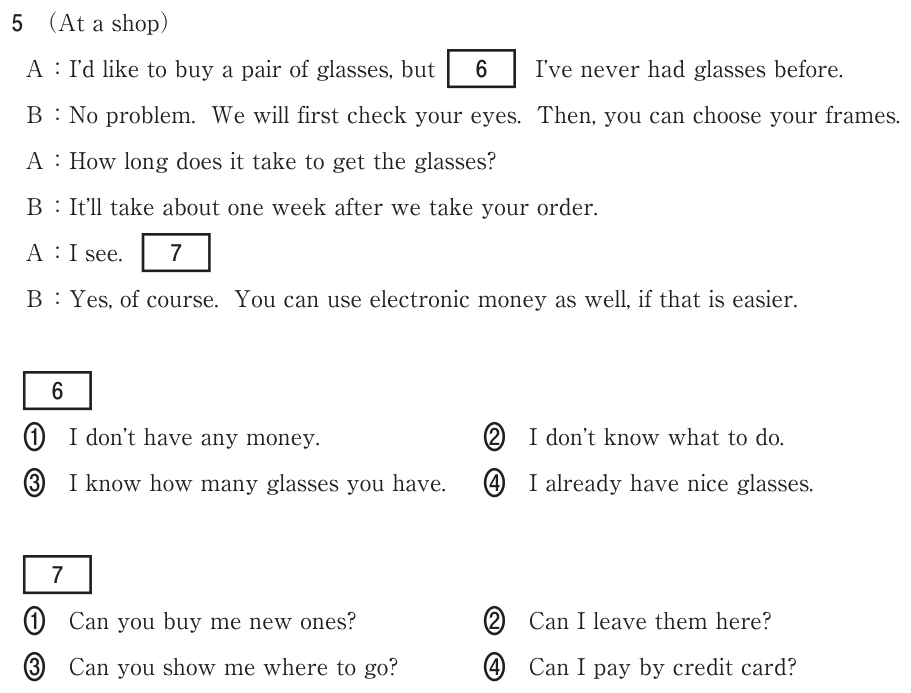 5 (At a shop)
A：I'd like to buy a pair of glasses, but 6 I've never had glasses before.
B：No problem. We will first check your eyes. Then, you can choose your frames.
A：How long does it take to get the glasses?
B：It'll take about one week after we take your order.
A：I see. 7
B：Yes, of course. You can use electronic money as well, if that is easier.
6
① I don't have any money. ② I don't know what to do.
③ I know how many glasses you have. ④ I already have nice glasses.
7
① Can you buy me new ones? ② Can I leave them here?
③ Can you show me where to go? ④ Can I pay by credit card?